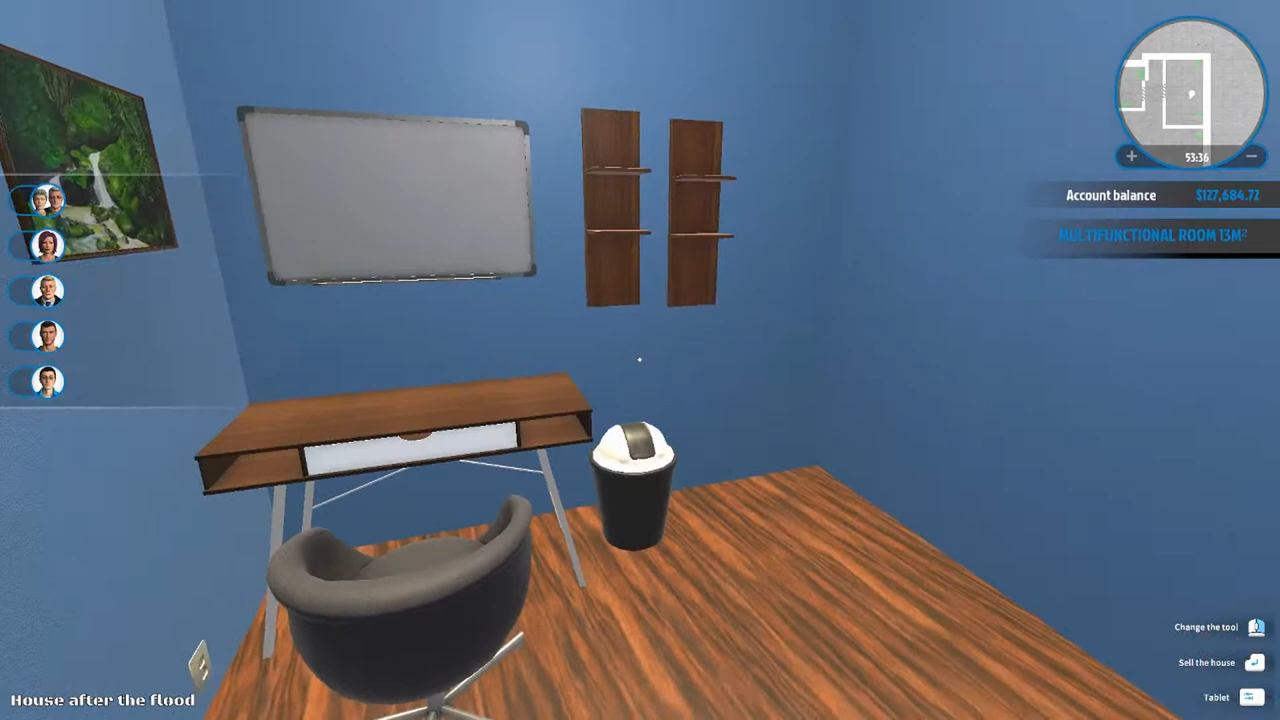 53:36
Account balance $127,684.72
MULTIFUNCTIONAL ROOM 13M²
Change the tool
Sell the house
Tablet
House after the flood